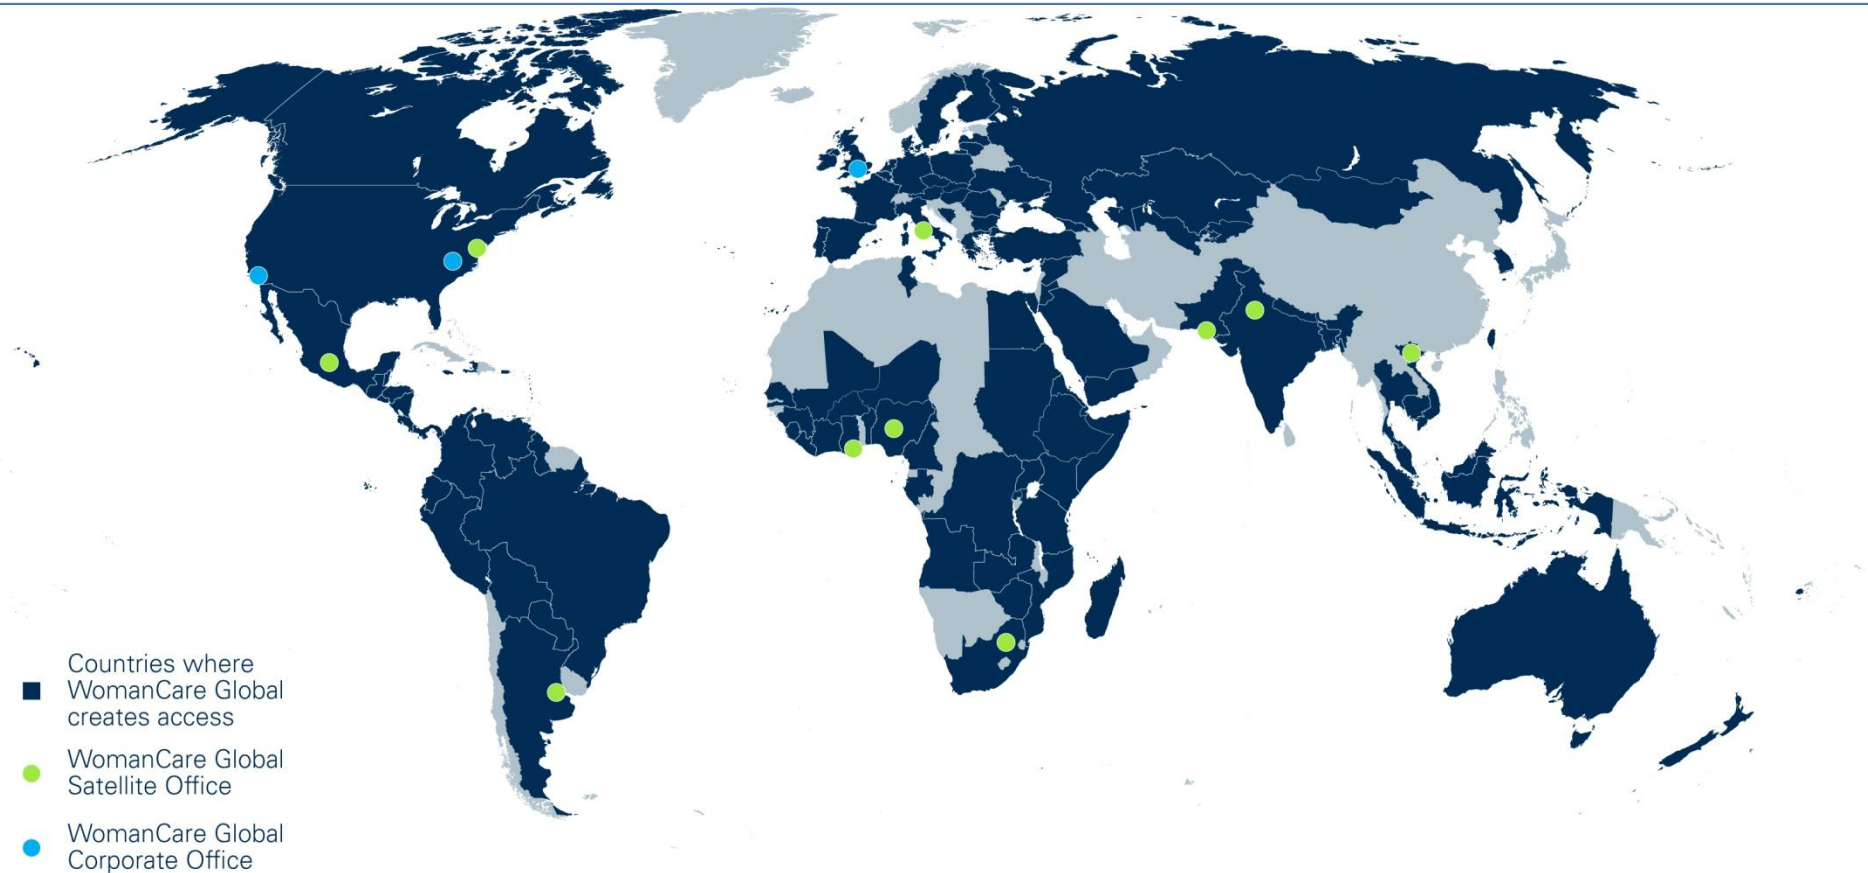 Countries where
WomanCare Global
creates access
WomanCare Global
Satellite Office
WomanCare Global
Corporate Office